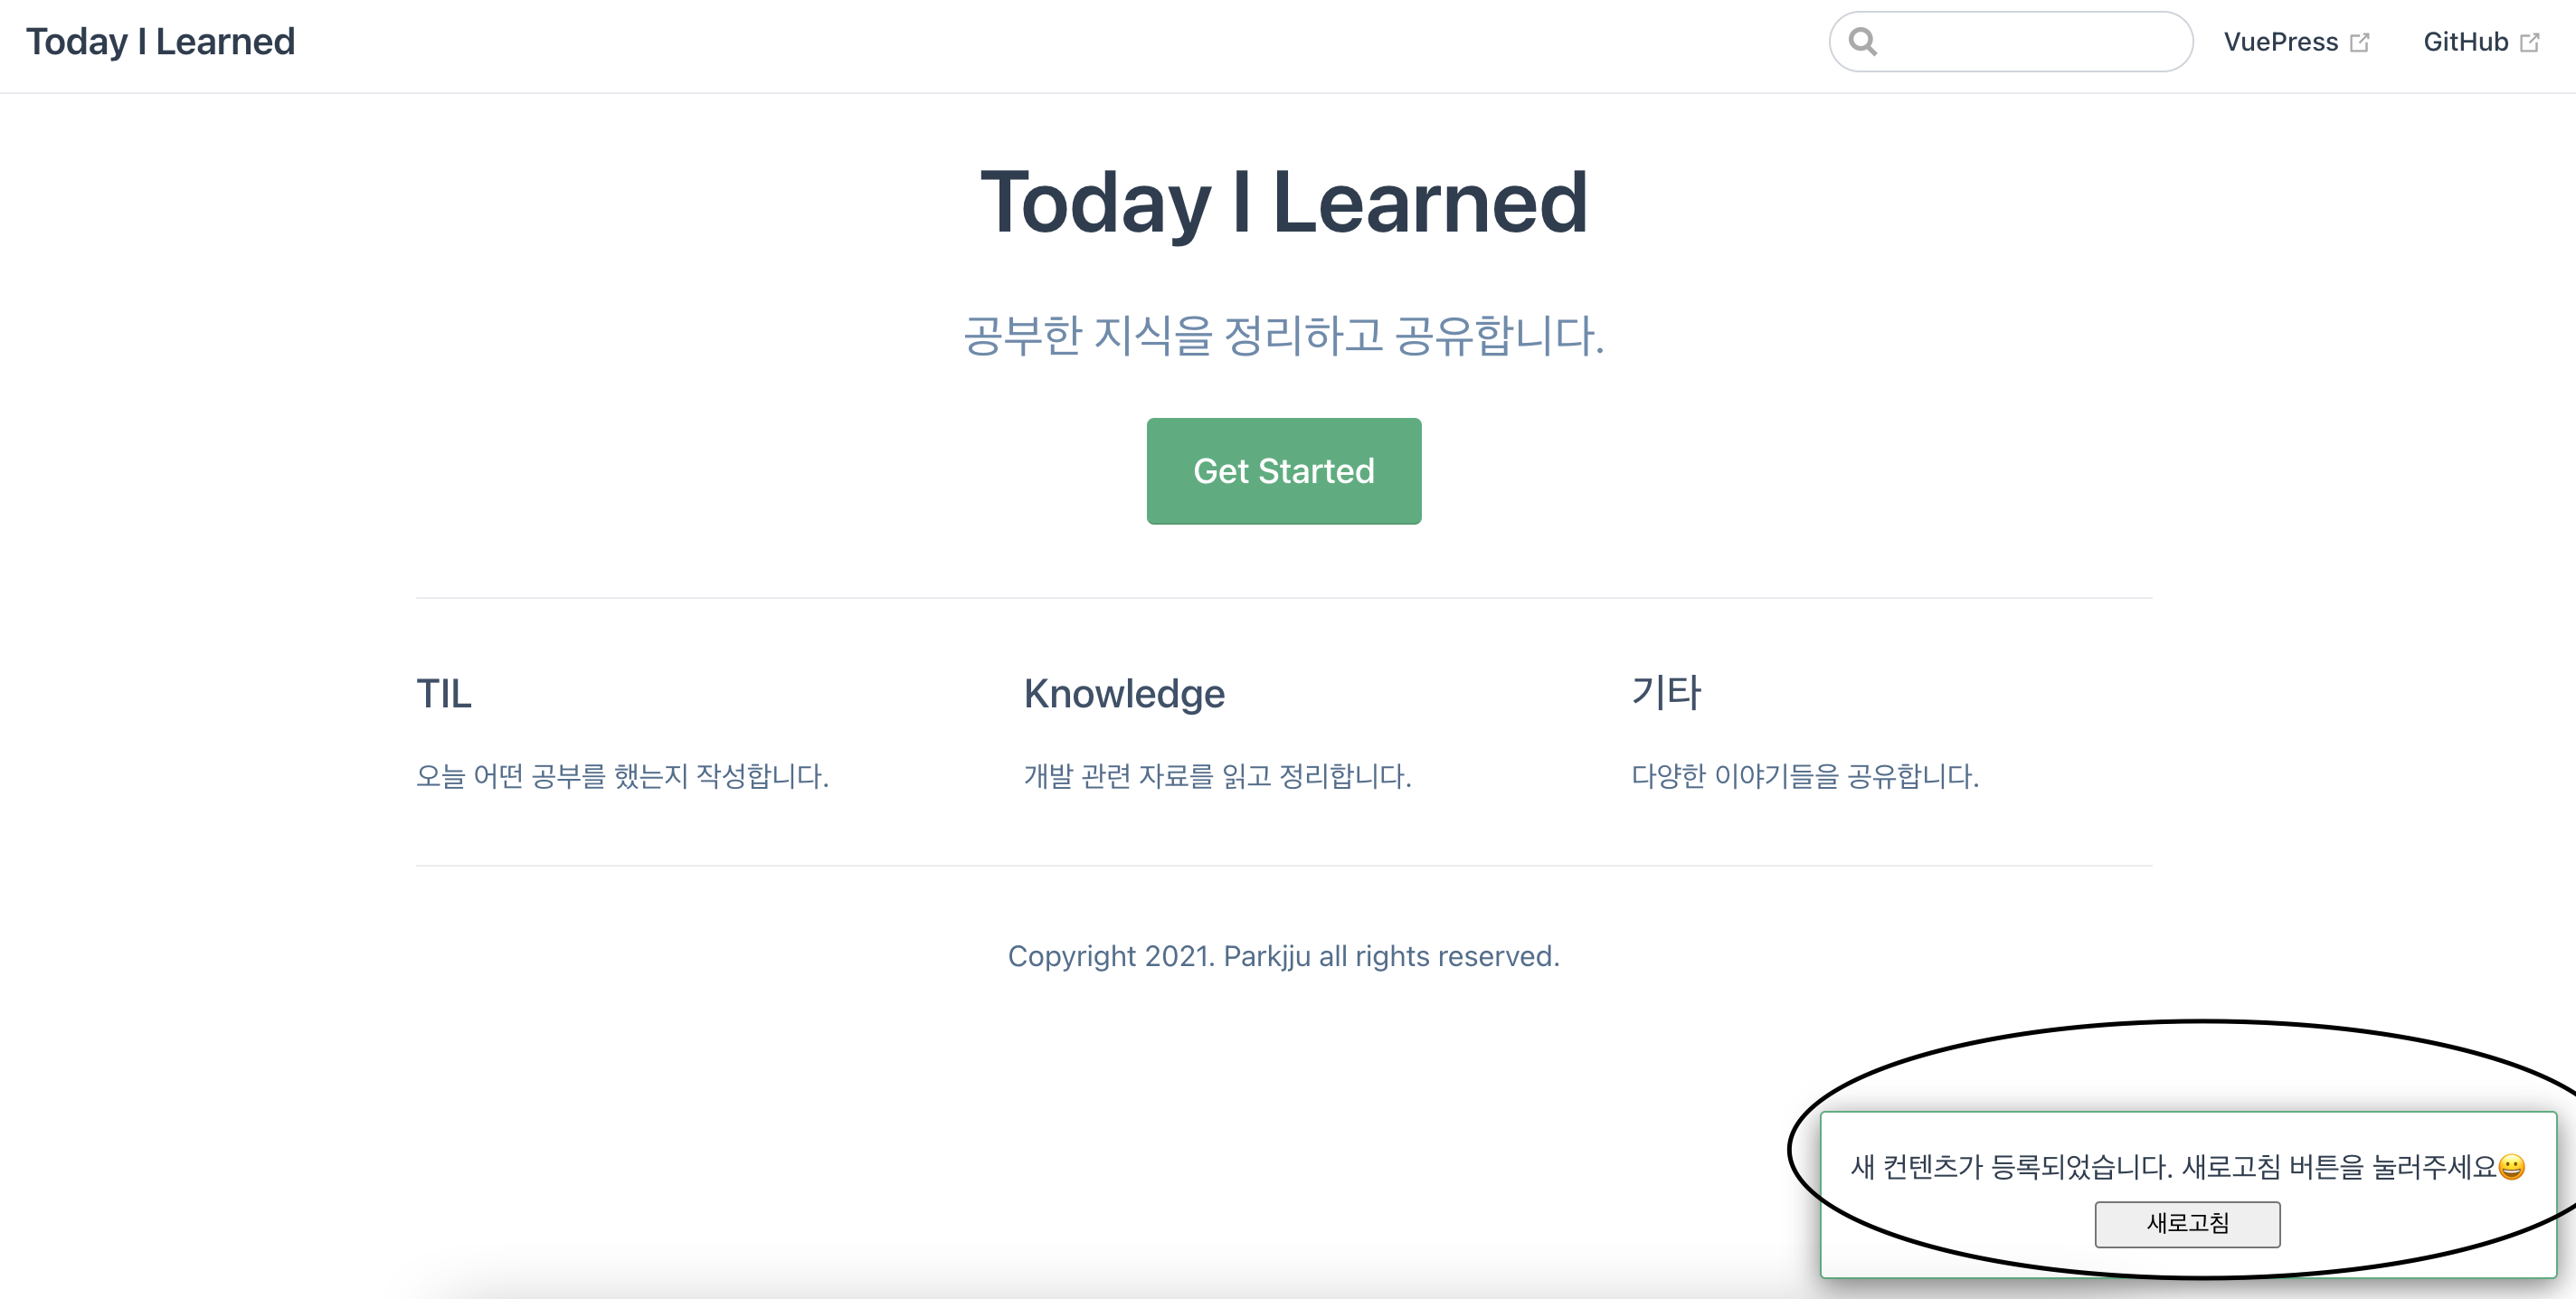 Today I Learned
VuePress
GitHub
Today I Learned
공부한 지식을 정리하고 공유합니다.
Get Started
TIL
오늘 어떤 공부를 했는지 작성합니다.
Knowledge
개발 관련 자료를 읽고 정리합니다.
기타
다양한 이야기들을 공유합니다.
Copyright 2021. Parkjju all rights reserved.
새 컨텐츠가 등록되었습니다. 새로고침 버튼을 눌러주세요😀
새로고침